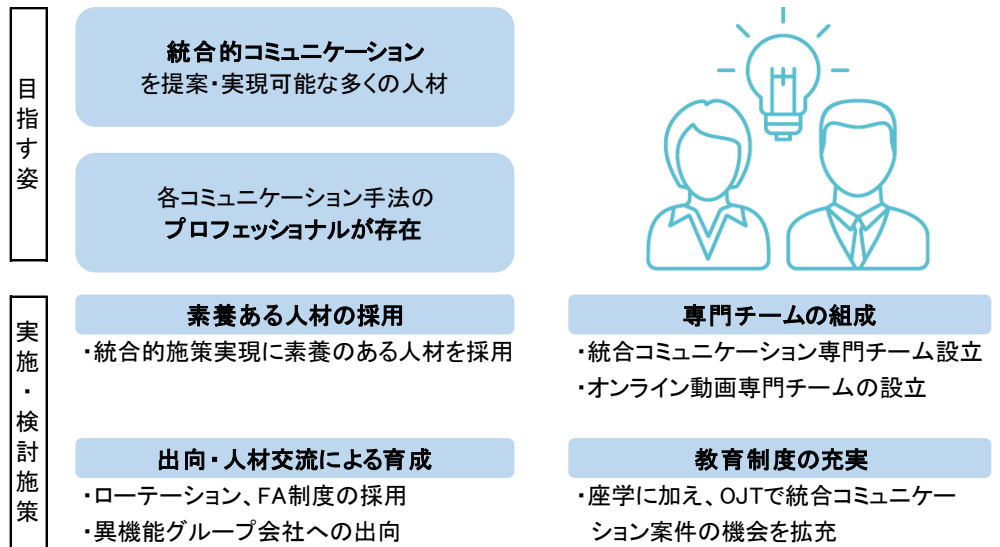 目指す姿
統合的コミュニケーション
を提案・実現可能な多くの人材
各コミュニケーション手法の
プロフェッショナルが存在
実施・検討施策
素養ある人材の採用
・統合的施策実現に素養のある人材を採用
専門チームの組成
・統合コミュニケーション専門チーム設立
・オンライン動画専門チームの設立
出向・人材交流による育成
・ローテーション、FA制度の採用
・異機能グループ会社への出向
教育制度の充実
・座学に加え、OJTで統合コミュニケー
ション案件の機会を拡充